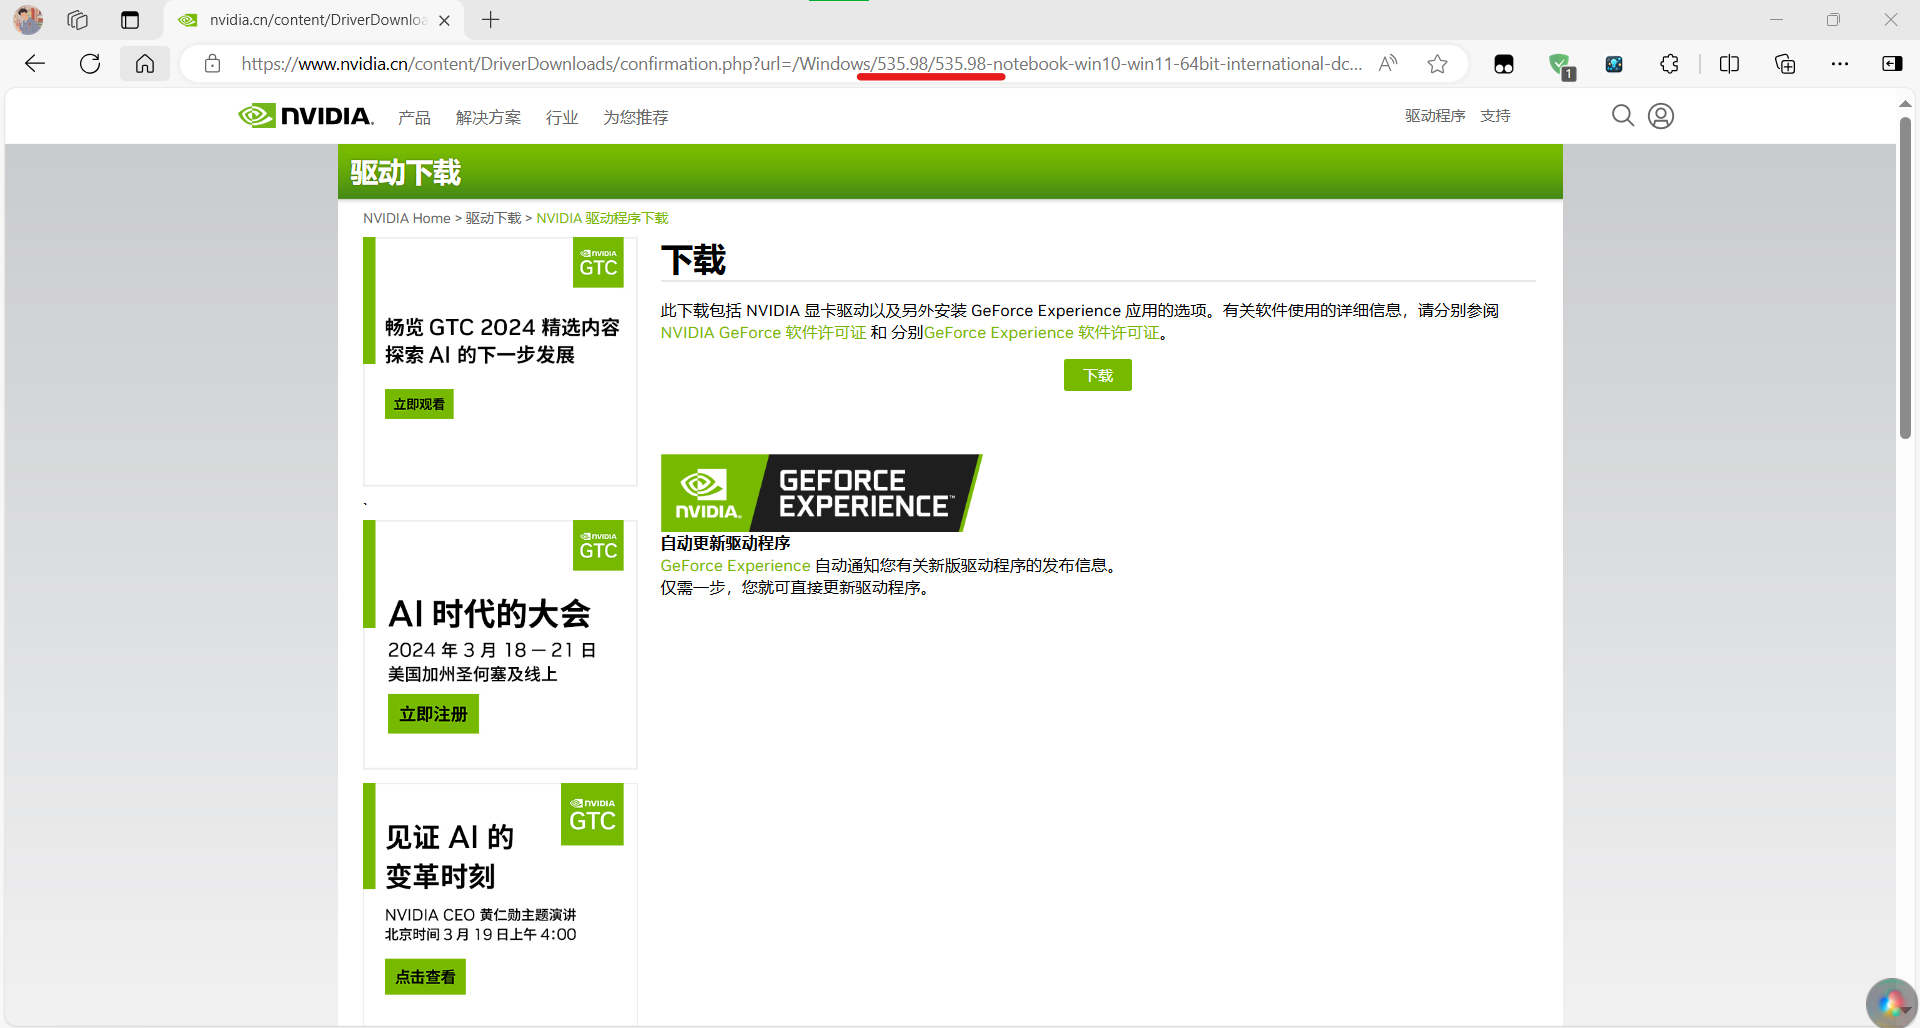 nvidia.cn/content/DriverDownloa
https://www.nvidia.cn/content/DriverDownloads/confirmation.php?url=/Windows/535.98/535.98-notebook-win10-win11-64bit-international-dc...
1
NVIDIA. 产品 解决方案 行业 为您推荐 驱动程序 支持
驱动下载
NVIDIA Home > 驱动下载 > NVIDIA 驱动程序下载
NVIDIA
GTC
畅览 GTC 2024 精选内容
探索 AI 的下一步发展
立即观看
、
NVIDIA
GTC
AI 时代的大会
2024 年 3 月 18 — 21 日
美国加州圣何塞及线上
立即注册
NVIDIA
GTC
见证 AI 的
变革时刻
NVIDIA CEO 黄仁勋主题演讲
北京时间 3 月 19 日上午 4:00
点击查看
下载
此下载包括 NVIDIA 显卡驱动以及另外安装 GeForce Experience 应用的选项。有关软件使用的详细信息，请分别参阅
NVIDIA GeForce 软件许可证 和 分别GeForce Experience 软件许可证。
下载
NVIDIA.
GEFORCE
EXPERIENCE™
自动更新驱动程序
GeForce Experience 自动通知您有关新版驱动程序的发布信息。
仅需一步，您就可直接更新驱动程序。